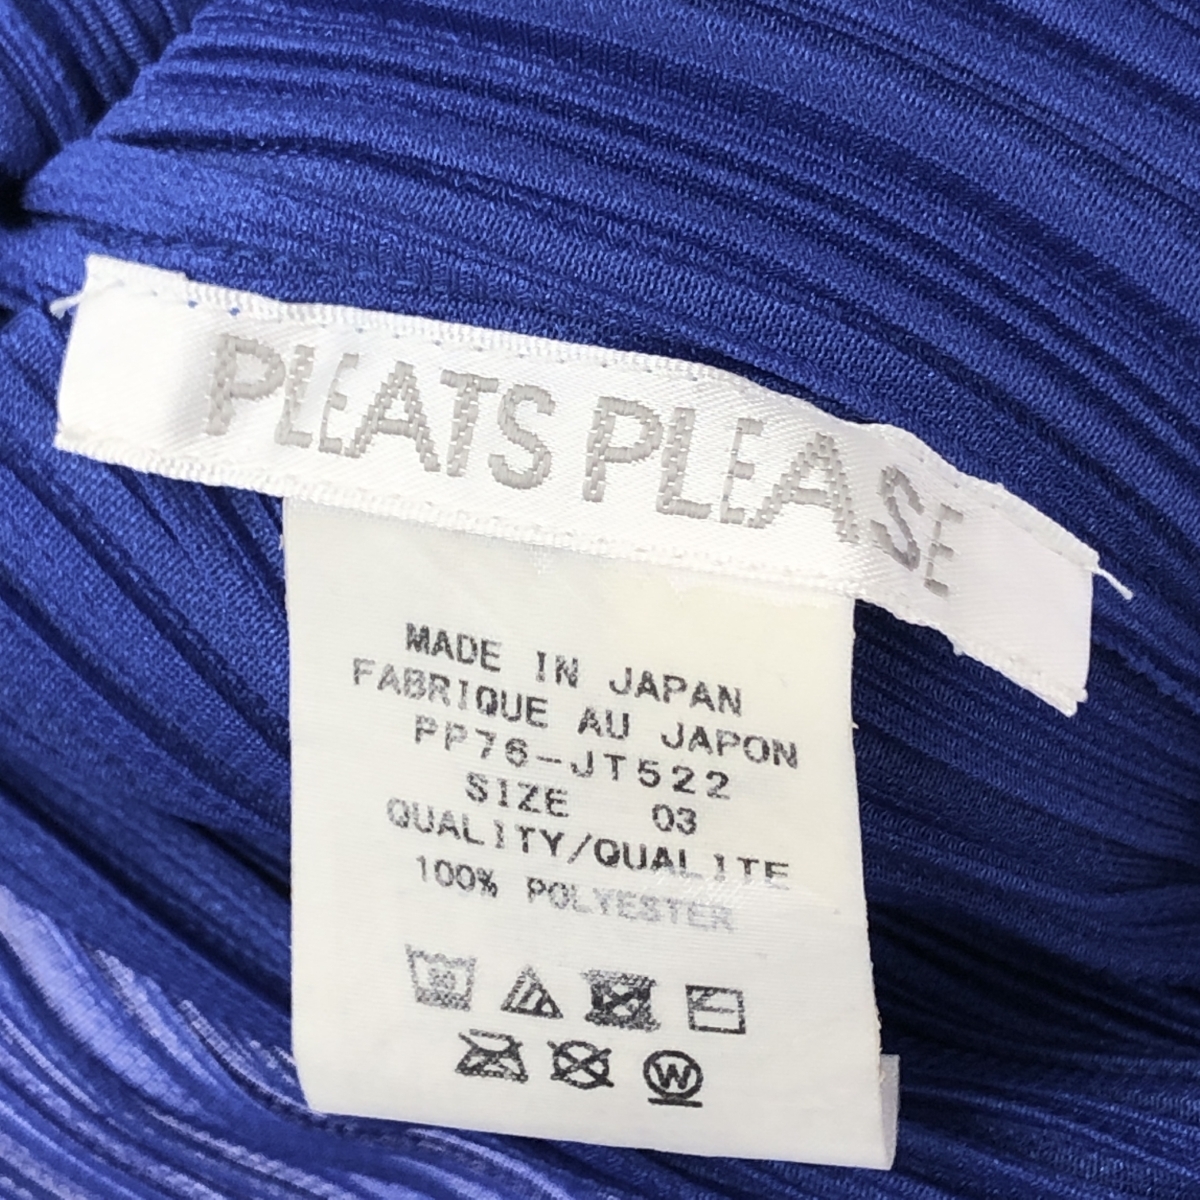 PLEATS PLEASE
MADE IN JAPAN
FABRIQUE AU JAPON
PP76-JT522
SIZE 03
QUALITY/QUALITE
100% POLYESTER
W